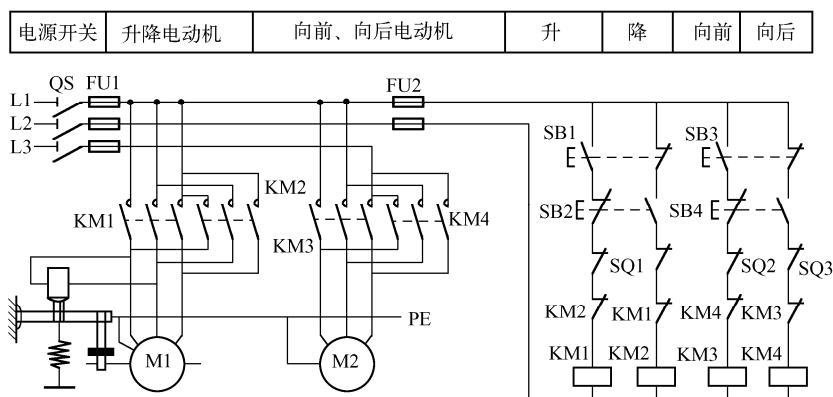 电源开关 升降电动机 向前、向后电动机 升 降 向前 向后
QS FU1 FU2
L1
L2
L3
SB1 SB3
KM1 KM2 KM3 KM4
SB2 SB4
SQ1 SQ2 SQ3
PE
KM2 KM1 KM4 KM3
M1 M2
KM1 KM2 KM3 KM4